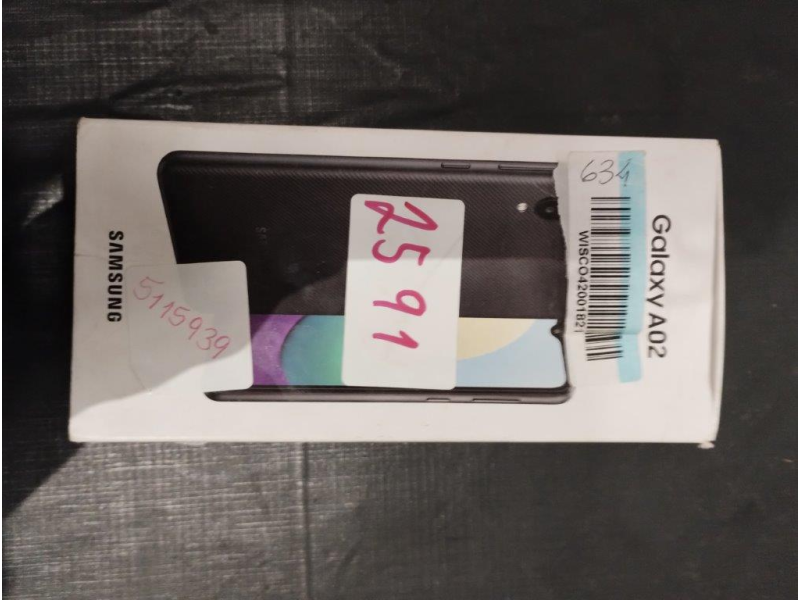 Galaxy A02
634
WISCO42001821
2591
5115939
SAMSUNG